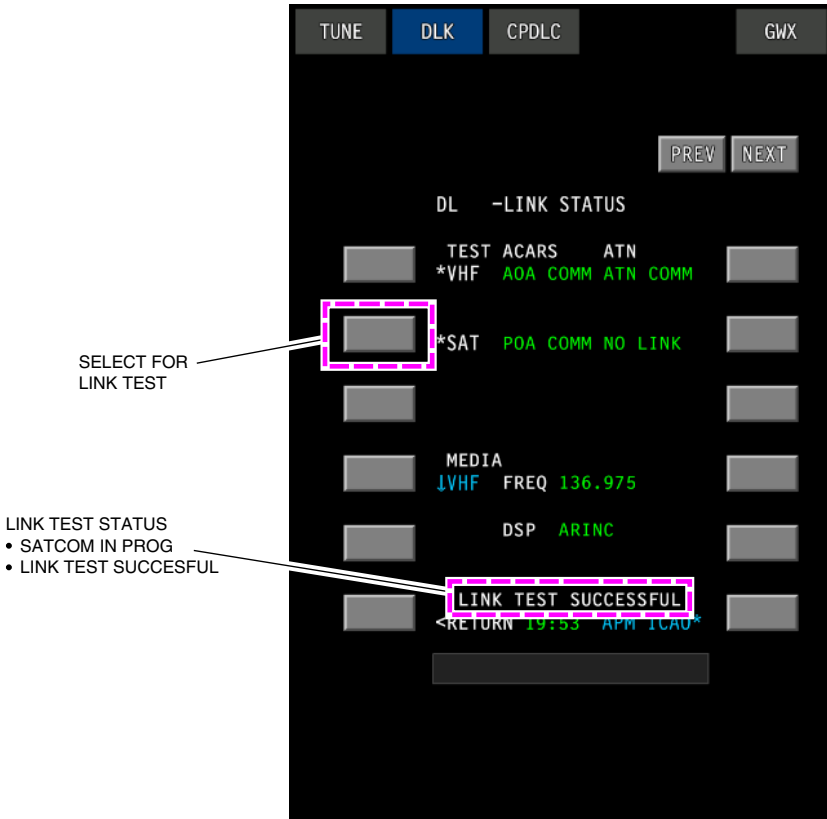 TUNE DLK CPDLC GWX
PREV NEXT
DL -LINK STATUS
TEST ACARS ATN
*VHF AOA COMM ATN COMM
*SAT POA COMM NO LINK
SELECT FOR
LINK TEST
MEDIA
↓VHF FREQ 136.975
DSP ARINC
LINK TEST STATUS
• SATCOM IN PROG
• LINK TEST SUCCESFUL
LINK TEST SUCCESSFUL
<RETURN 19:53 APM ICAO*